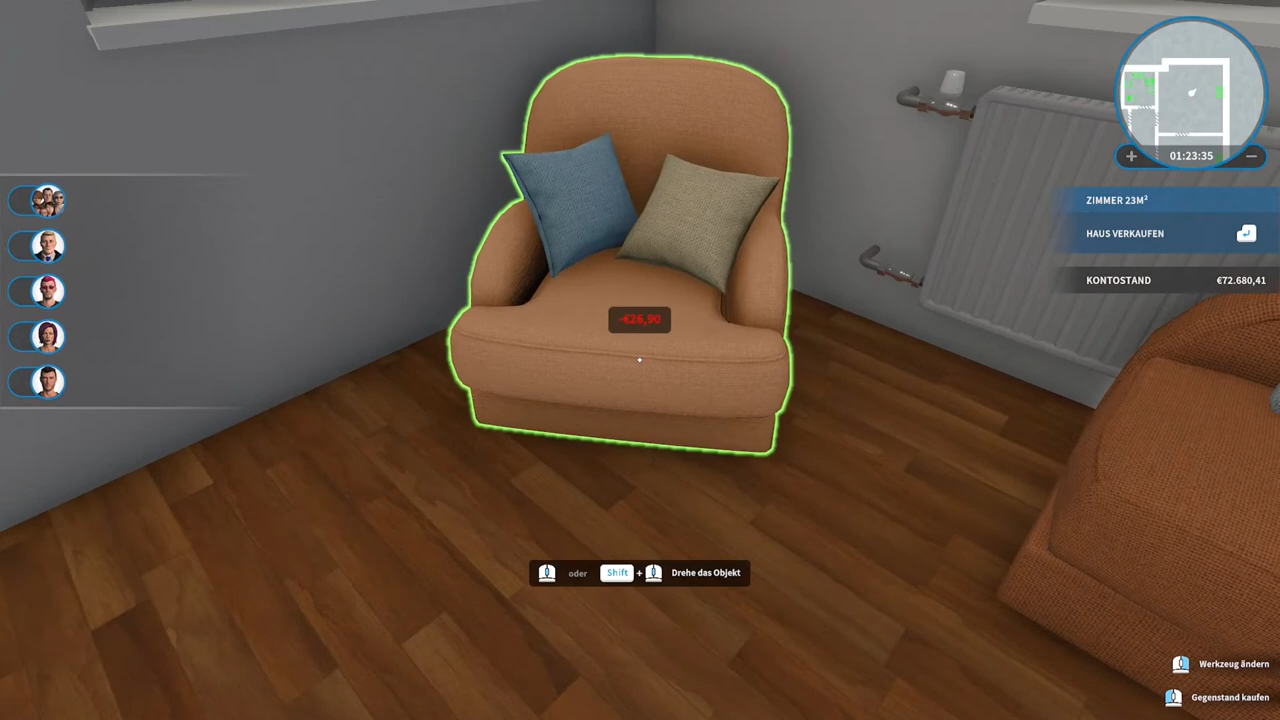 01:23:35
ZIMMER 23M²
HAUS VERKAUFEN
KONTOSTAND €72.680,41
-€26,90
oder Shift + Drehe das Objekt
Werkzeug ändern
Gegenstand kaufen